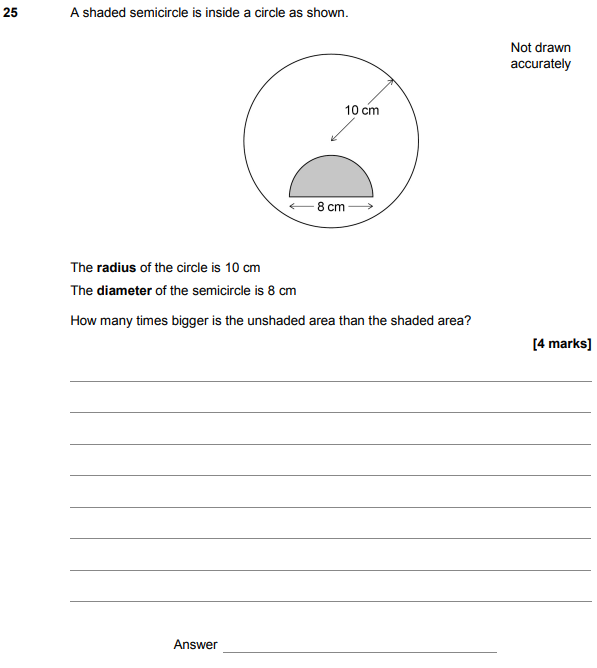 25 A shaded semicircle is inside a circle as shown.
Not drawn
accurately
10 cm
8 cm
The radius of the circle is 10 cm
The diameter of the semicircle is 8 cm
How many times bigger is the unshaded area than the shaded area?
[4 marks]
Answer